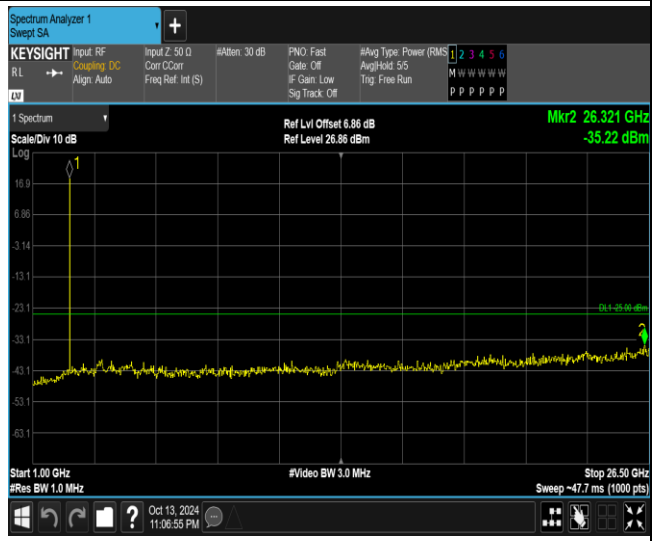 Spectrum Analyzer 1
Swept SA
+
KEYSIGHT
RL
LXI
Input: RF
Coupling: DC
Align: Auto
Input Z: 50 Ω
Corr CCorr
Freq Ref: Int (S)
#Atten: 30 dB
PNO: Fast
Gate: Off
IF Gain: Low
Sig Track: Off
#Avg Type: Power (RMS
Avg|Hold: 5/5
Trig: Free Run
1 2 3 4 5 6
M W W W W W
P P P P P P
1 Spectrum
Scale/Div 10 dB
Ref Lvl Offset 6.86 dB
Ref Level 26.86 dBm
Mkr2 26.321 GHz
-35.22 dBm
Log
1
16.9
6.86
-3.14
-13.1
-23.1
DL1 -25.00 dBm
2
-33.1
-43.1
-53.1
-63.1
Start 1.00 GHz
#Video BW 3.0 MHz
Stop 26.50 GHz
#Res BW 1.0 MHz
Sweep ~47.7 ms (1000 pts)
?
Oct 13, 2024
11:06:55 PM